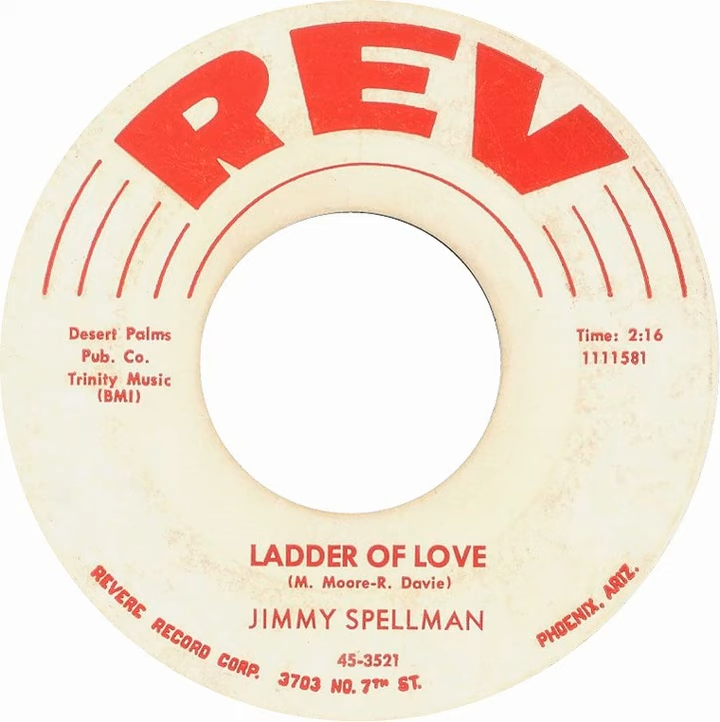 REV
Desert Palms
Pub. Co.
Trinity Music
(BMI)
Time: 2:16
1111581
LADDER OF LOVE
(M. Moore-R. Davie)
JIMMY SPELLMAN
45-3521
REVERE RECORD CORP. 3703 NO. 7TH ST. PHOENIX, ARIZ.